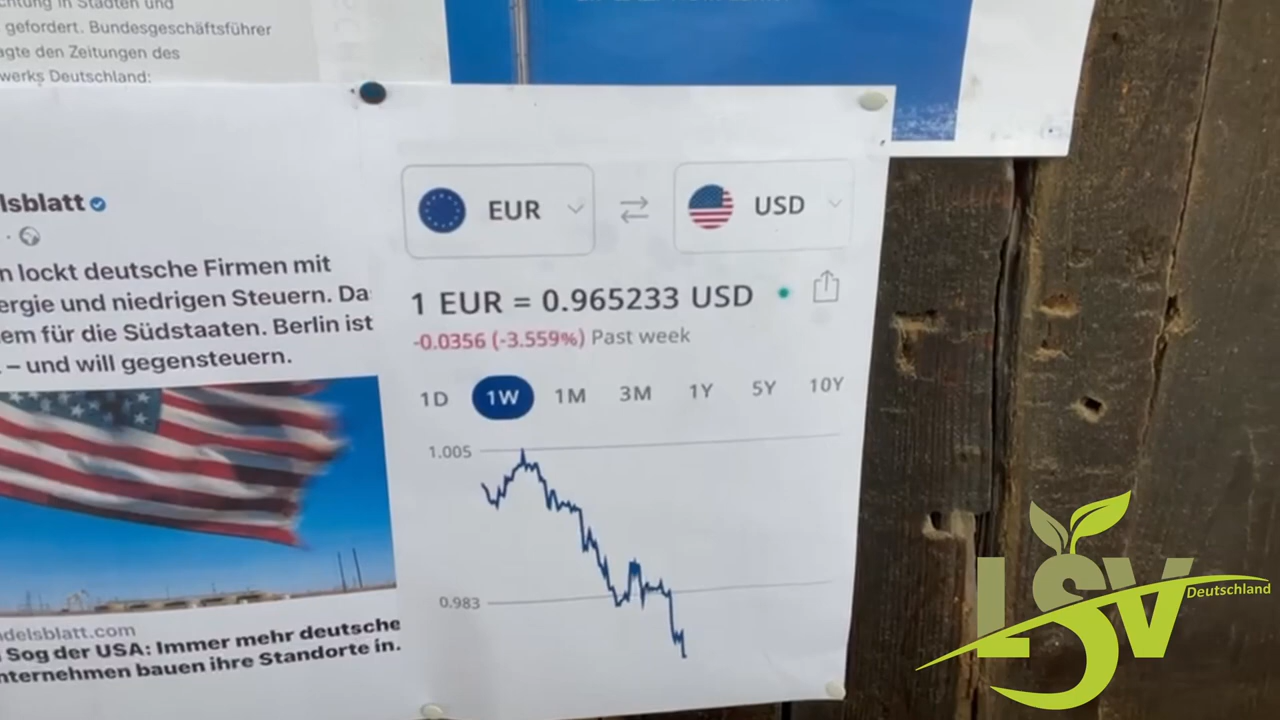 gefordert. Bundesgeschäftsführer
agte den Zeitungen des
werks Deutschland:
lsblatt
EUR
USD
n lockt deutsche Firmen mit
ergie und niedrigen Steuern. Da
em für die Südstaaten. Berlin ist
– und will gegensteuern.
1 EUR = 0.965233 USD
-0.0356 (-3.559%) Past week
1D 1W 1M 3M 1Y 5Y 10Y
1.005
0.983
delsblatt.com
Sog der USA: Immer mehr deutsche
nternehmen bauen ihre Standorte in.
LSV
Deutschland